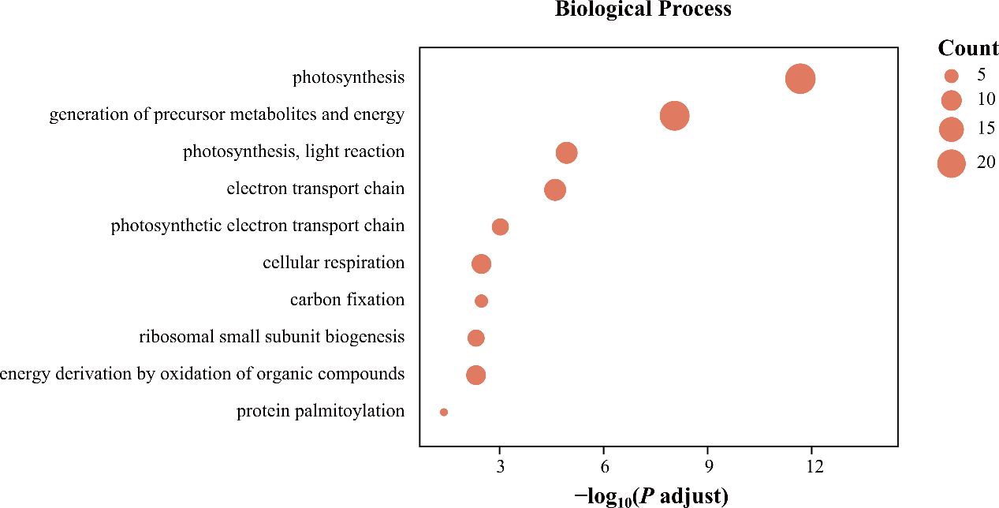 Biological Process
photosynthesis
generation of precursor metabolites and energy
photosynthesis, light reaction
electron transport chain
photosynthetic electron transport chain
cellular respiration
carbon fixation
ribosomal small subunit biogenesis
energy derivation by oxidation of organic compounds
protein palmitoylation
3 6 9 12
−log₁₀(P adjust)
Count
5
10
15
20